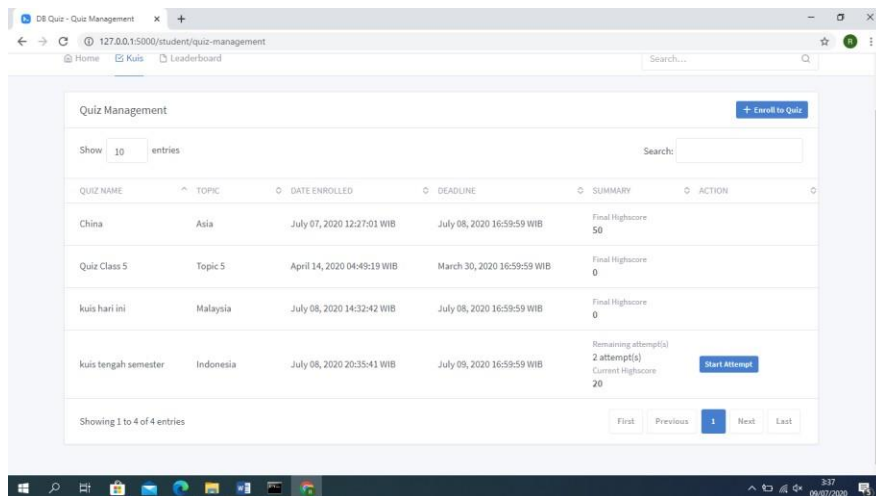 DB Quiz - Quiz Management
127.0.0.1:5000/student/quiz-management
Home Kuis Leaderboard Search...
Quiz Management + Enroll to Quiz
Show 10 entries Search:
QUIZ NAME TOPIC DATE ENROLLED DEADLINE SUMMARY ACTION
China Asia July 07, 2020 12:27:01 WIB July 08, 2020 16:59:59 WIB Final Highscore
50
Quiz Class 5 Topic 5 April 14, 2020 04:49:19 WIB March 30, 2020 16:59:59 WIB Final Highscore
0
kuis hari ini Malaysia July 08, 2020 14:32:42 WIB July 08, 2020 16:59:59 WIB Final Highscore
0
Remaining attempt(s)
2 attempt(s)
kuis tengah semester Indonesia July 08, 2020 20:35:41 WIB July 09, 2020 16:59:59 WIB Start Attempt
Current Highscore
20
Showing 1 to 4 of 4 entries First Previous 1 Next Last
3:37
09/07/2020